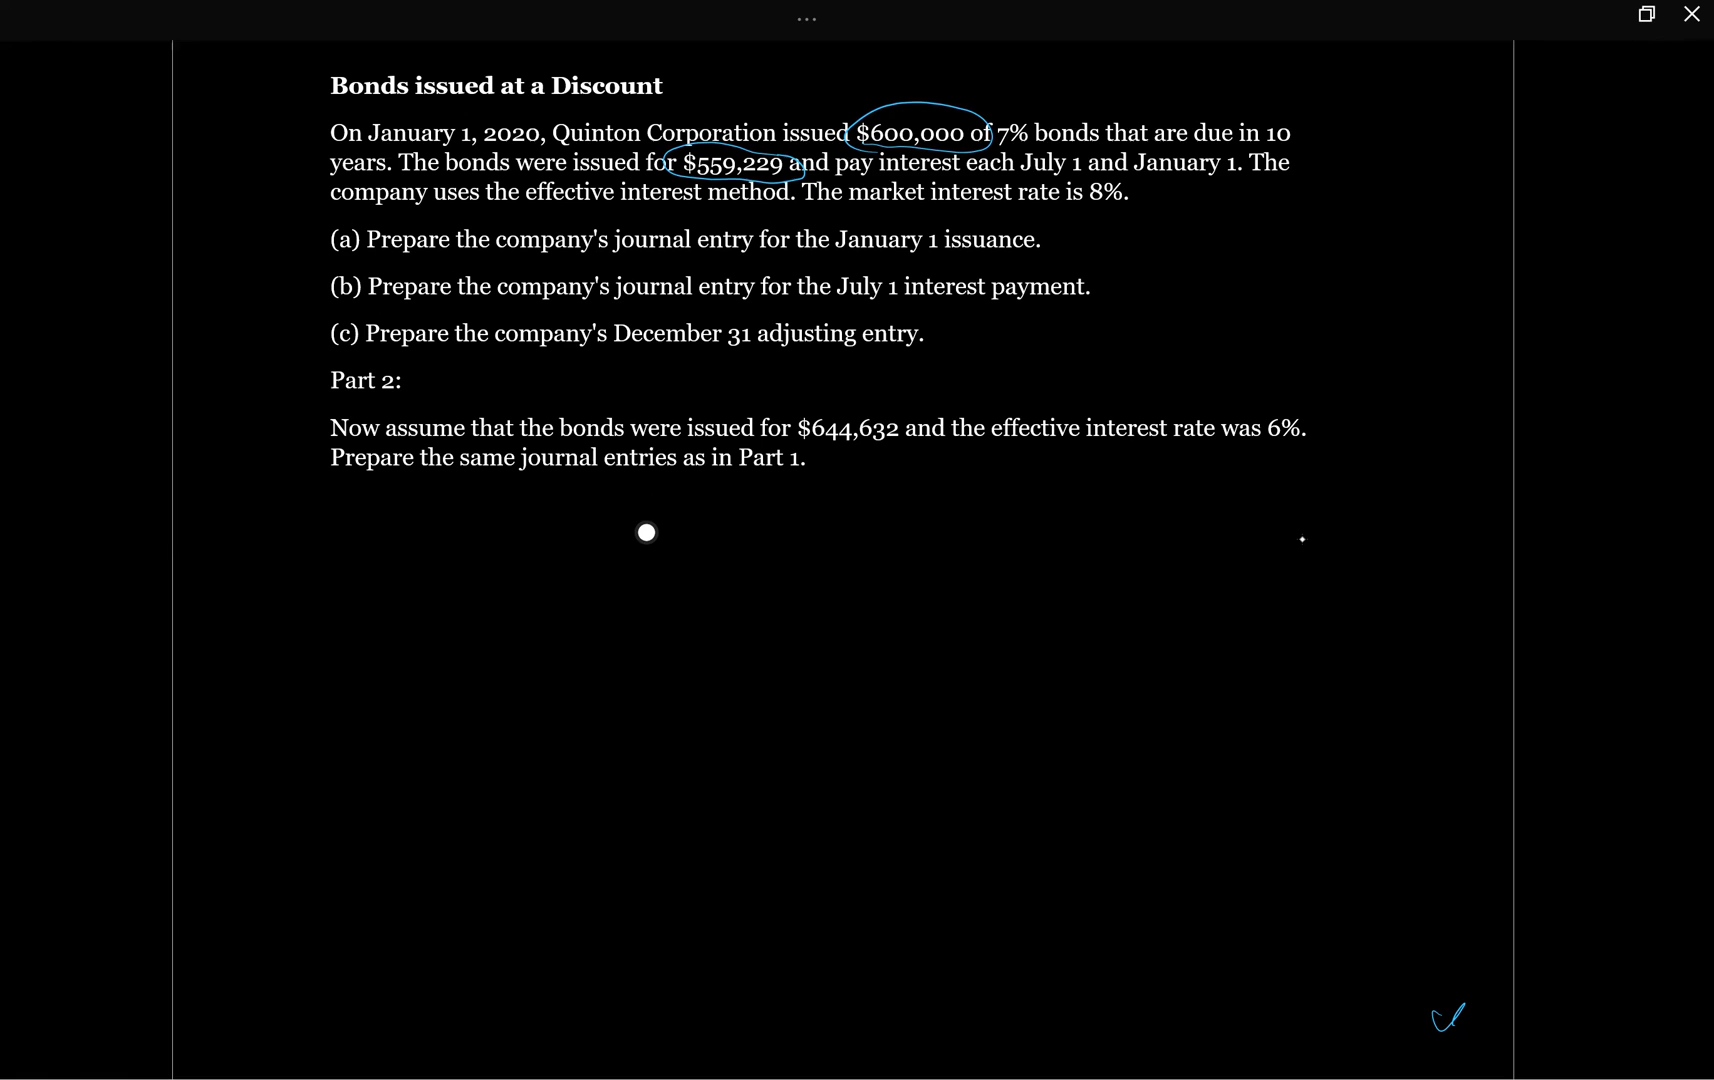 Bonds issued at a Discount
On January 1, 2020, Quinton Corporation issued $600,000 of 7% bonds that are due in 10
years. The bonds were issued for $559,229 and pay interest each July 1 and January 1. The
company uses the effective interest method. The market interest rate is 8%.
(a) Prepare the company's journal entry for the January 1 issuance.
(b) Prepare the company's journal entry for the July 1 interest payment.
(c) Prepare the company's December 31 adjusting entry.
Part 2:
Now assume that the bonds were issued for $644,632 and the effective interest rate was 6%.
Prepare the same journal entries as in Part 1.